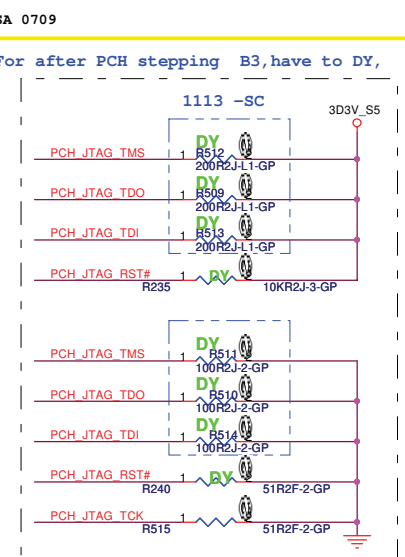 SA 0709
For after PCH stepping B3,have to DY,
1113 -SC
3D3V_S5
PCH_JTAG_TMS 1 DY R512
200R2J-L1-GP
PCH_JTAG_TDO 1 DY R509
200R2J-L1-GP
PCH_JTAG_TDI 1 DY R513
200R2J-L1-GP
PCH_JTAG_RST# 1 DY
R235 10KR2J-3-GP
PCH_JTAG_TMS 1 DY R511
100R2J-2-GP
PCH_JTAG_TDO 1 DY R510
100R2J-2-GP
PCH_JTAG_TDI 1 DY R514
100R2J-2-GP
PCH_JTAG_RST# 1 DY
R240 51R2F-2-GP
PCH_JTAG_TCK 1
R515 51R2F-2-GP